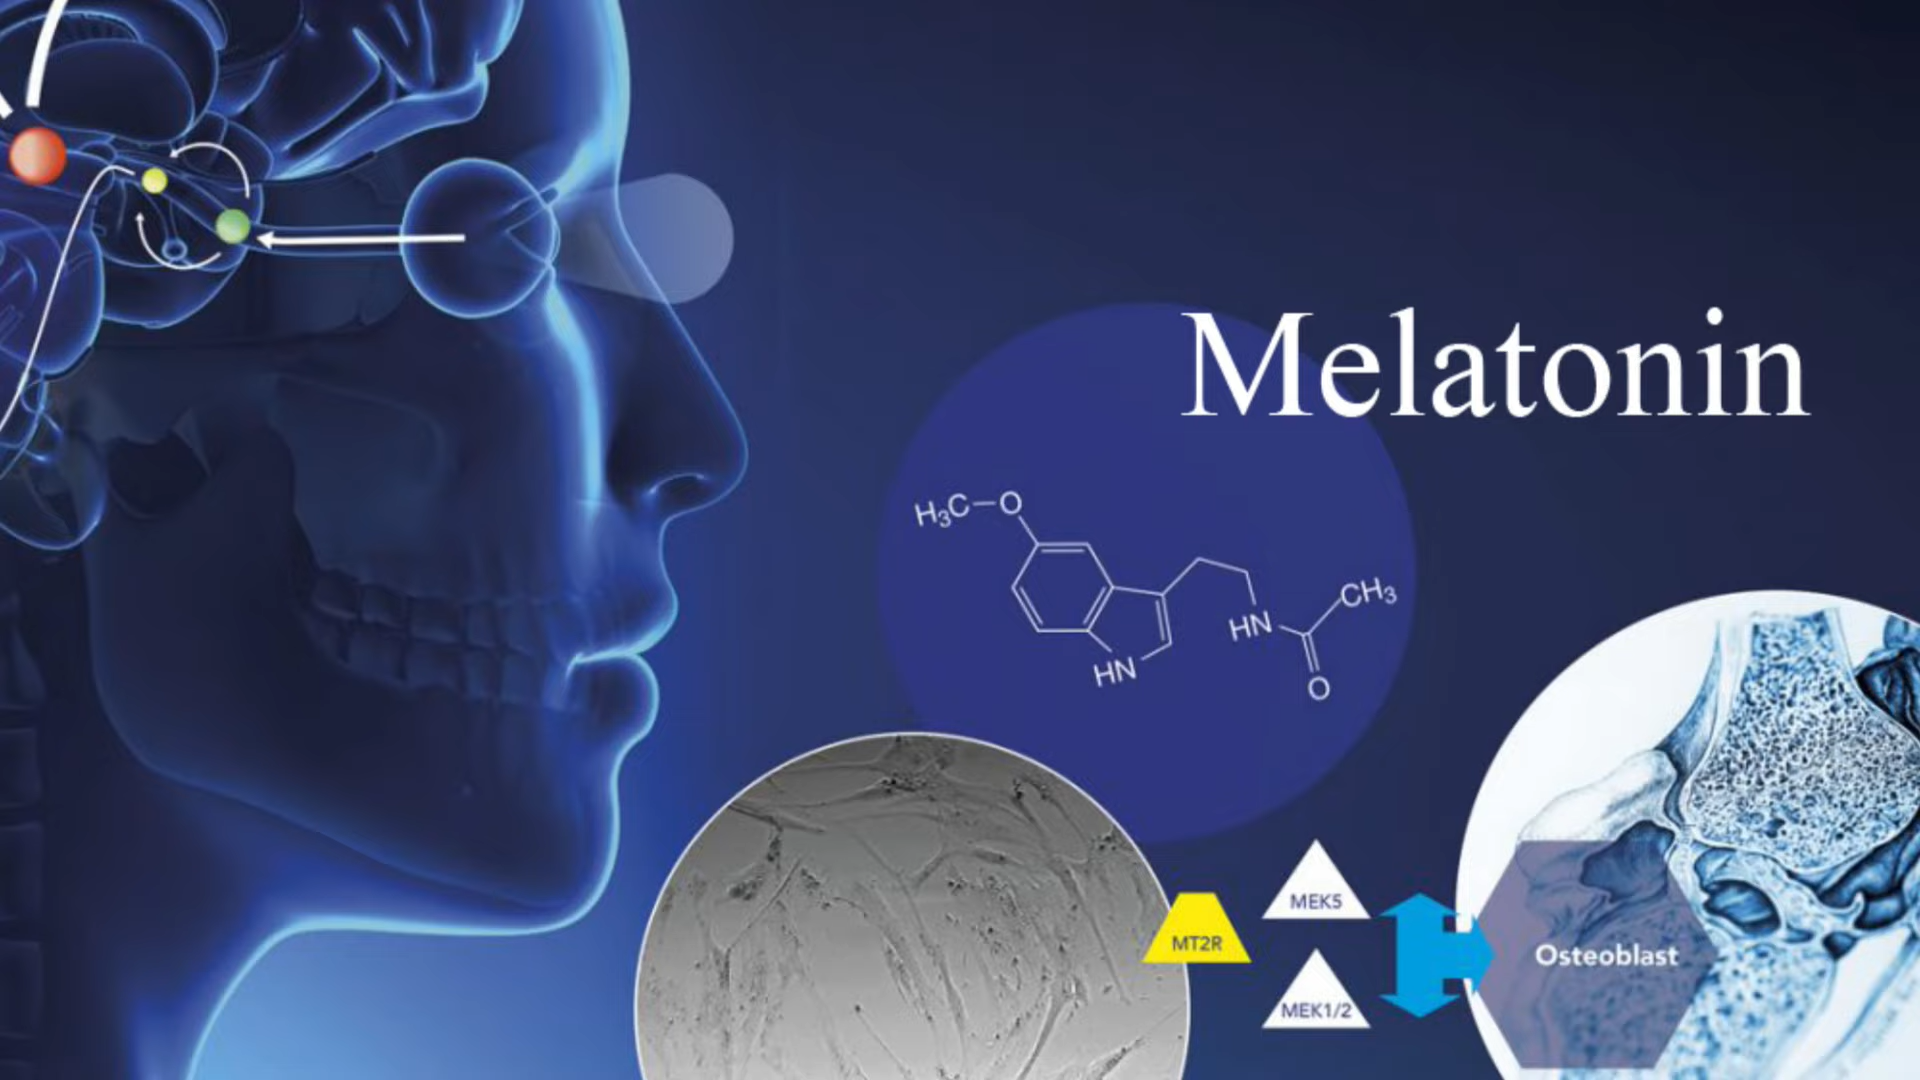 Melatonin
H₃C–O
CH₃
HN
HN
O
MEK5
MT2R
Osteoblast
MEK1/2